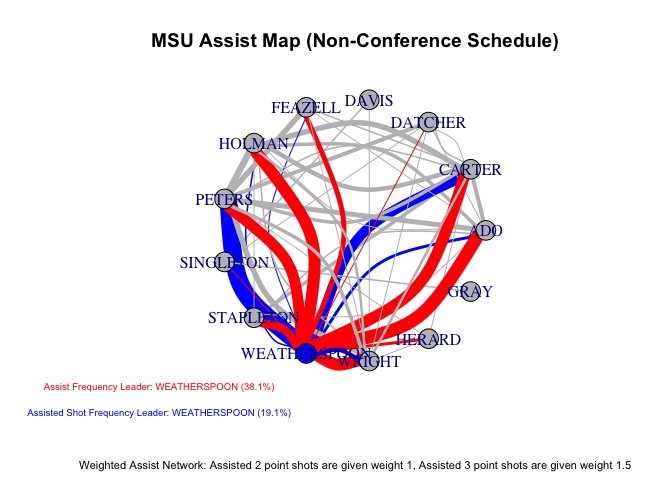 MSU Assist Map (Non-Conference Schedule)
DAVIS
FEAZELL
DATCHER
HOLMAN
CARTER
PETERS
ADO
SINGLETON
GRAY
STAPLETON
HERARD
WEATHERSPOON
WRIGHT
Assist Frequency Leader: WEATHERSPOON (38.1%)
Assisted Shot Frequency Leader: WEATHERSPOON (19.1%)
Weighted Assist Network: Assisted 2 point shots are given weight 1, Assisted 3 point shots are given weight 1.5